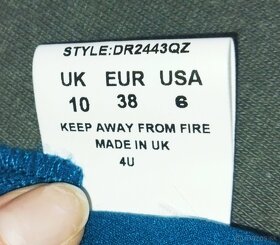 STYLE:DR2443QZ
UK EUR USA
10 38 6
KEEP AWAY FROM FIRE
MADE IN UK
4U